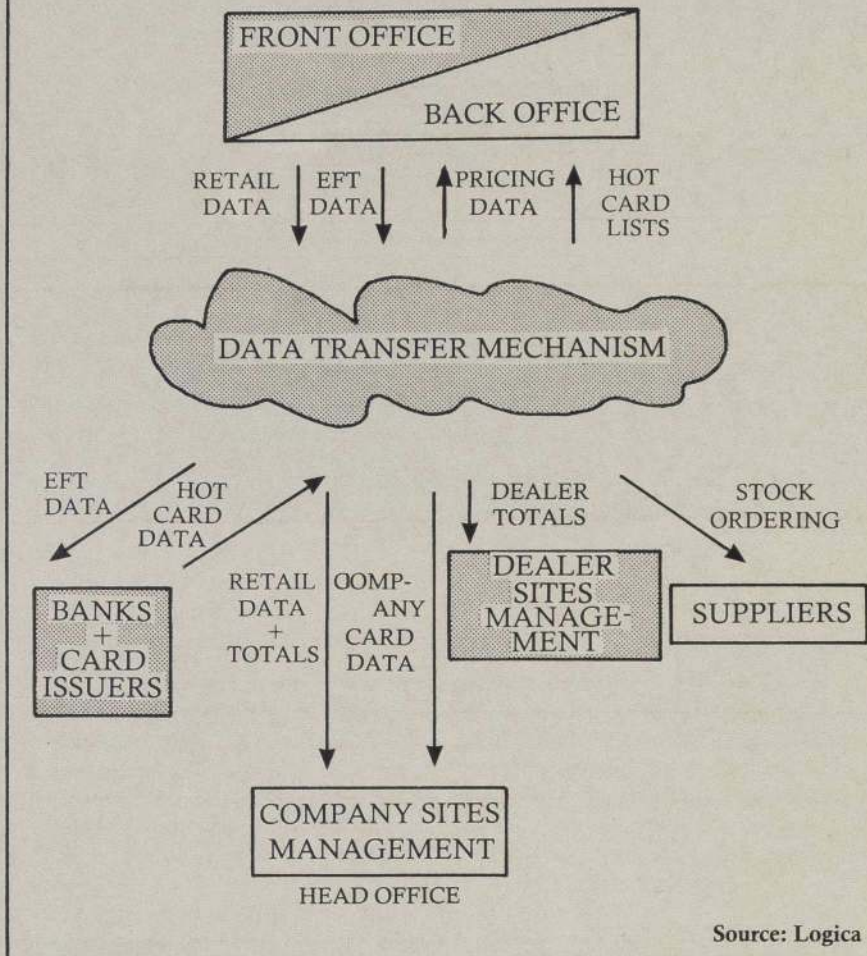 FRONT OFFICE
BACK OFFICE
RETAIL
DATA
EFT
DATA
PRICING
DATA
HOT
CARD
LISTS
DATA TRANSFER MECHANISM
EFT
DATA
HOT
CARD
DATA
RETAIL
DATA
+
TOTALS
OOMP-
ANY
CARD
DATA
DEALER
TOTALS
STOCK
ORDERING
BANKS
+
CARD
ISSUERS
DEALER
SITES
MANAGE-
MENT
SUPPLIERS
COMPANY SITES
MANAGEMENT
HEAD OFFICE
Source: Logica